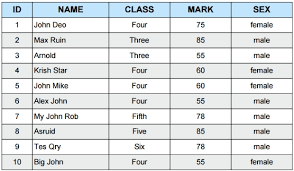 ID NAME CLASS MARK SEX
1 John Deo Four 75 female
2 Max Ruin Three 85 male
3 Arnold Three 55 male
4 Krish Star Four 60 female
5 John Mike Four 60 female
6 Alex John Four 55 male
7 My John Rob Fifth 78 male
8 Asruid Five 85 male
9 Tes Qry Six 78 male
10 Big John Four 55 female